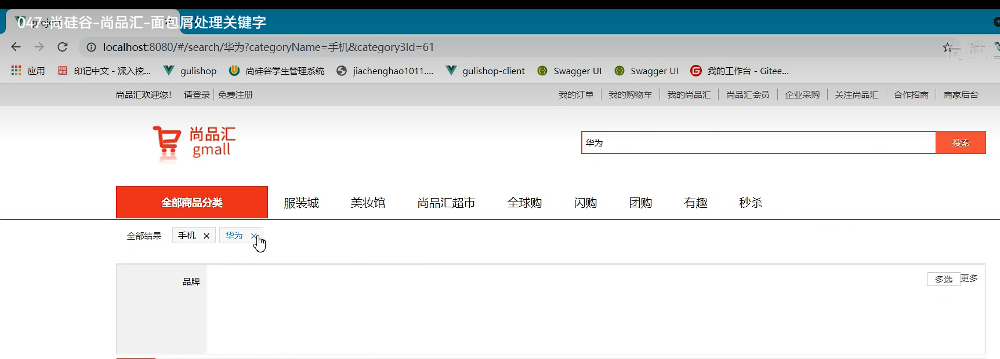 project
047-尚硅谷-尚品汇-面包屑处理关键字
localhost:8080/#/search/华为?categoryName=手机&category3Id=61
应用 印记中文 - 深入挖... gulishop 尚硅谷学生管理系统 jiachenghao1011.... gulishop-client Swagger UI Swagger UI 我的工作台 - Gitee...
尚品汇欢迎您! 请登录 免费注册 我的订单 我的购物车 我的尚品汇 尚品汇会员 企业采购 关注尚品汇 合作招商 商家后台
尚品汇
gmall
华为 搜索
全部商品分类 服装城 美妆馆 尚品汇超市 全球购 闪购 团购 有趣 秒杀
全部结果 手机 × 华为 ×
品牌 多选 更多